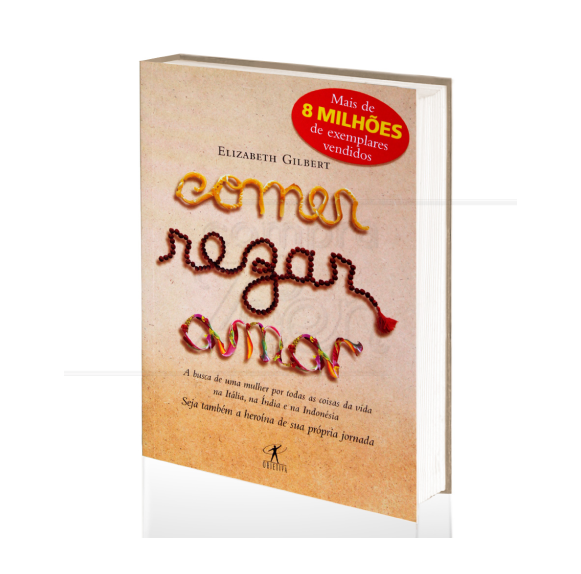 Mais de
8 MILHÕES
de exemplares
vendidos
ELIZABETH GILBERT
comer
rezar
amar
A busca de uma mulher por todas as coisas da vida
na Itália, na Índia e na Indonésia
Seja também a heroína de sua própria jornada
OBJETIVA